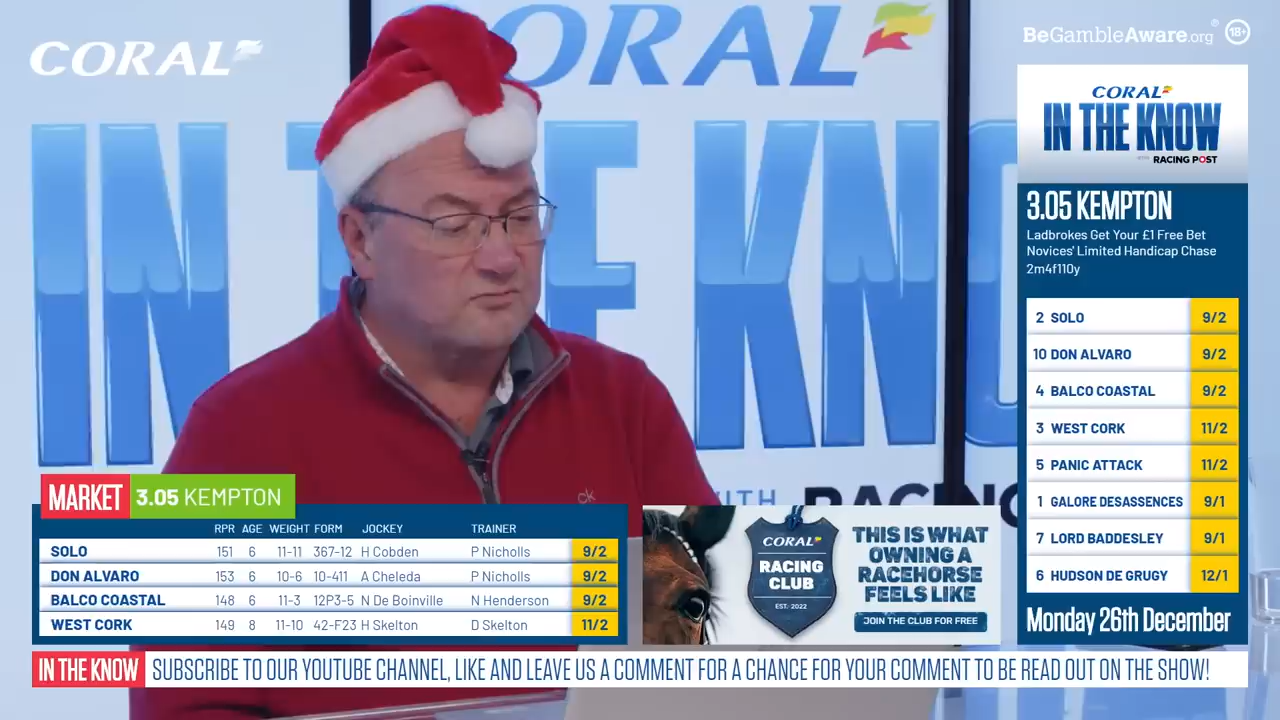 CORAL
CORAL
BeGambleAware.org®
18+
IN THE KNOW
WITH RACING
CORAL
IN THE KNOW
WITH RACING POST
3.05 KEMPTON
Ladbrokes Get Your £1 Free Bet
Novices' Limited Handicap Chase
2m4f110y
2 SOLO 9/2
10 DON ALVARO 9/2
4 BALCO COASTAL 9/2
3 WEST CORK 11/2
5 PANIC ATTACK 11/2
1 GALORE DESASSENCES 9/1
7 LORD BADDESLEY 9/1
6 HUDSON DE GRUGY 12/1
Monday 26th December
ck
MARKET 3.05 KEMPTON
RPR AGE WEIGHT FORM JOCKEY TRAINER
SOLO 151 6 11-11 367-12 H Cobden P Nicholls 9/2
DON ALVARO 153 6 10-6 10-411 A Cheleda P Nicholls 9/2
BALCO COASTAL 148 6 11-3 12P3-5 N De Boinville N Henderson 9/2
WEST CORK 149 8 11-10 42-F23 H Skelton D Skelton 11/2
CORAL
RACING
CLUB
EST. 2022
THIS IS WHAT
OWNING A
RACEHORSE
FEELS LIKE
JOIN THE CLUB FOR FREE
IN THE KNOW SUBSCRIBE TO OUR YOUTUBE CHANNEL, LIKE AND LEAVE US A COMMENT FOR A CHANCE FOR YOUR COMMENT TO BE READ OUT ON THE SHOW!